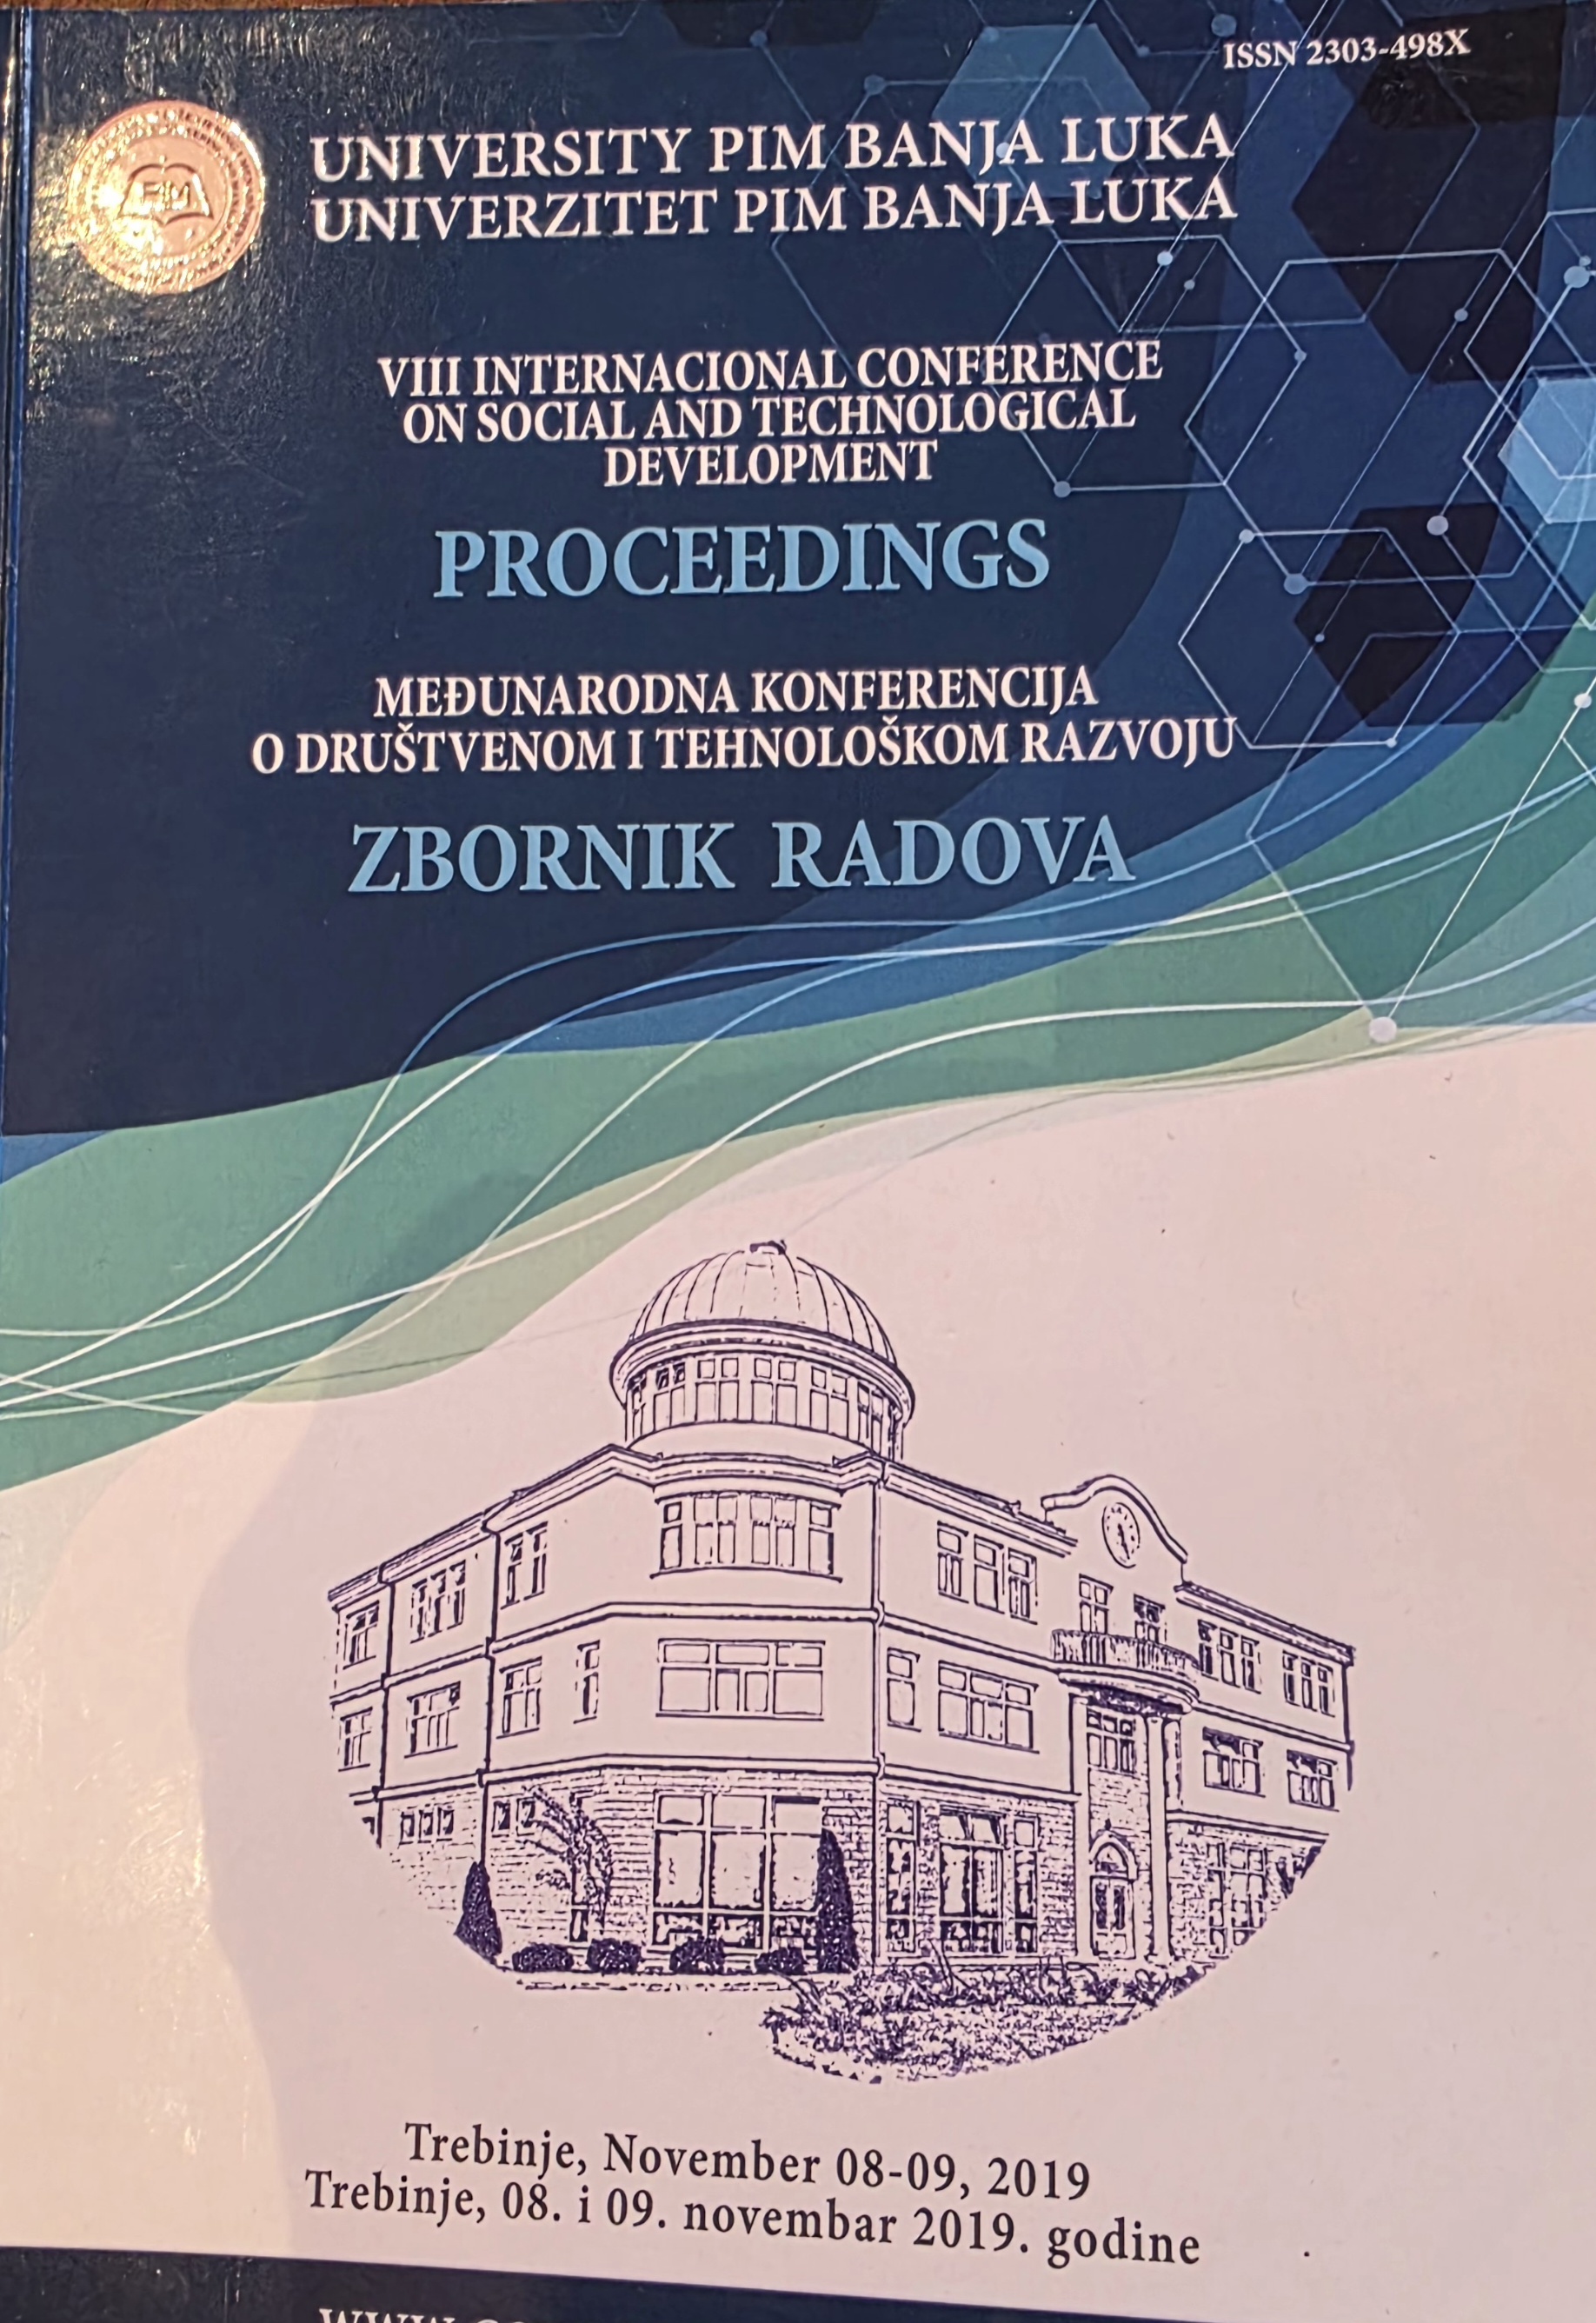 ISSN 2303-498X
PIM
UNIVERSITY PIM BANJA LUKA
UNIVERZITET PIM BANJA LUKA
VIII INTERNACIONAL CONFERENCE
ON SOCIAL AND TECHNOLOGICAL
DEVELOPMENT
PROCEEDINGS
MEĐUNARODNA KONFERENCIJA
O DRUŠTVENOM I TEHNOLOŠKOM RAZVOJU
ZBORNIK RADOVA
Trebinje, November 08-09, 2019
Trebinje, 08. i 09. novembar 2019. godine